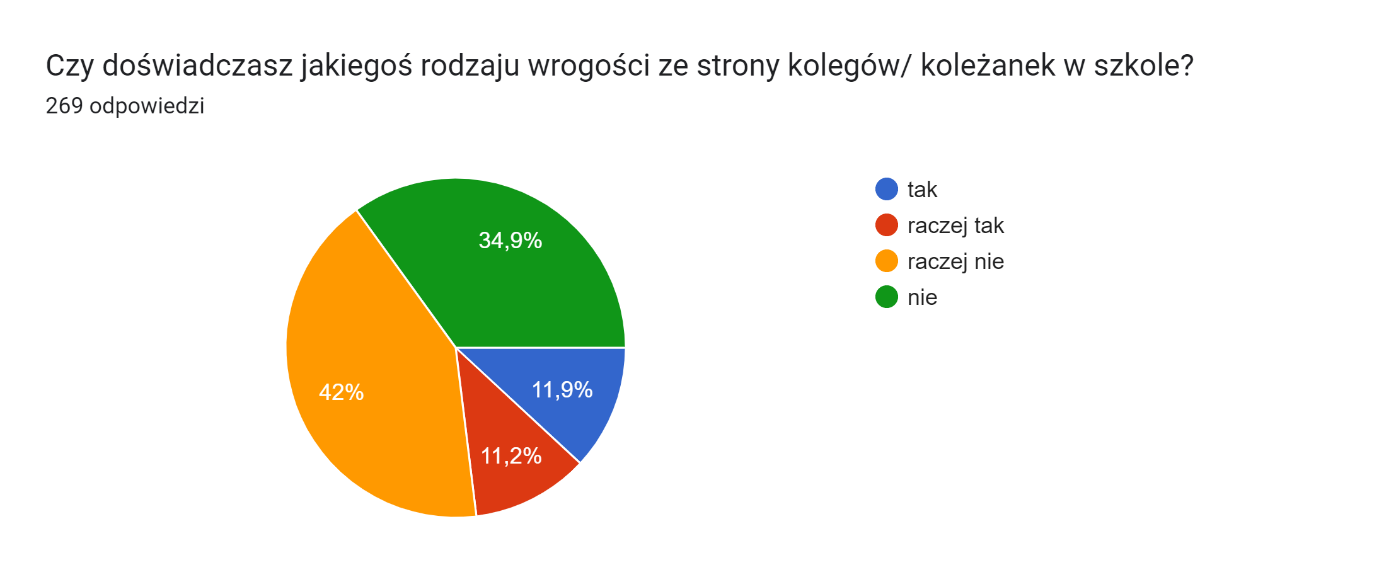 Czy doświadczasz jakiegoś rodzaju wrogości ze strony kolegów/ koleżanek w szkole?
269 odpowiedzi
tak
raczej tak
raczej nie
nie
34,9%
11,9%
42%
11,2%